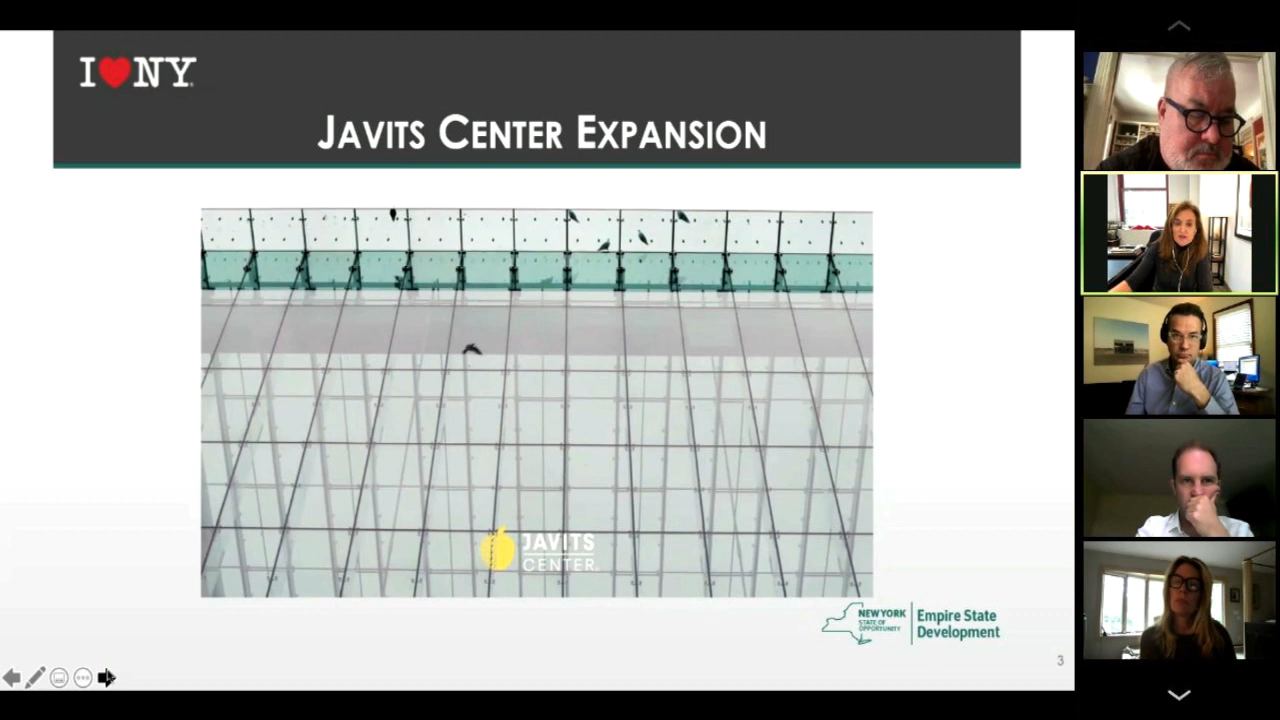 I NY
JAVITS CENTER EXPANSION
JAVITS
CENTER
NEW YORK
STATE OF
OPPORTUNITY
Empire State
Development
3